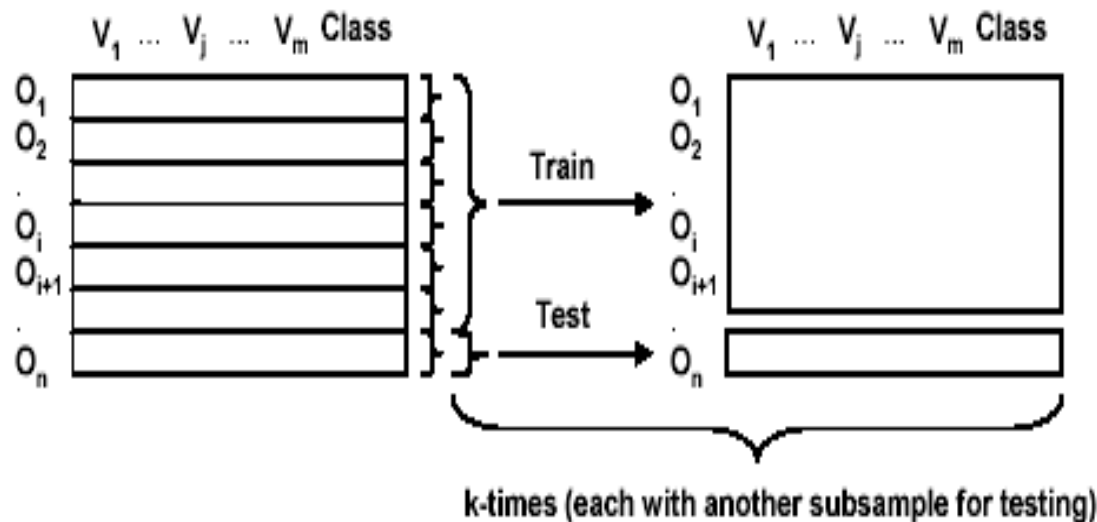 V₁ ... Vⱼ ... Vₘ Class
O₁
O₂
.
Oᵢ
Oᵢ₊₁
.
Oₙ
Train
Test
V₁ ... Vⱼ ... Vₘ Class
O₁
O₂
.
Oᵢ
Oᵢ₊₁
.
Oₙ
k-times (each with another subsample for testing)